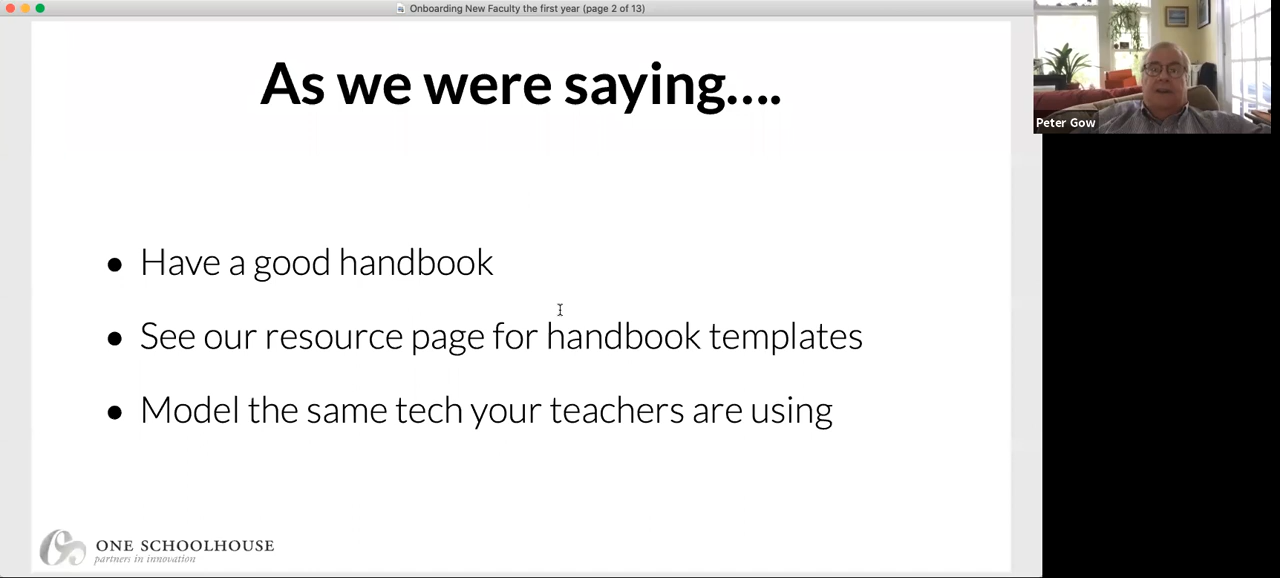 Onboarding New Faculty the first year (page 2 of 13)
As we were saying....
Peter Gow
• Have a good handbook
• See our resource page for handbook templates
• Model the same tech your teachers are using
ONE SCHOOLHOUSE
partners in innovation